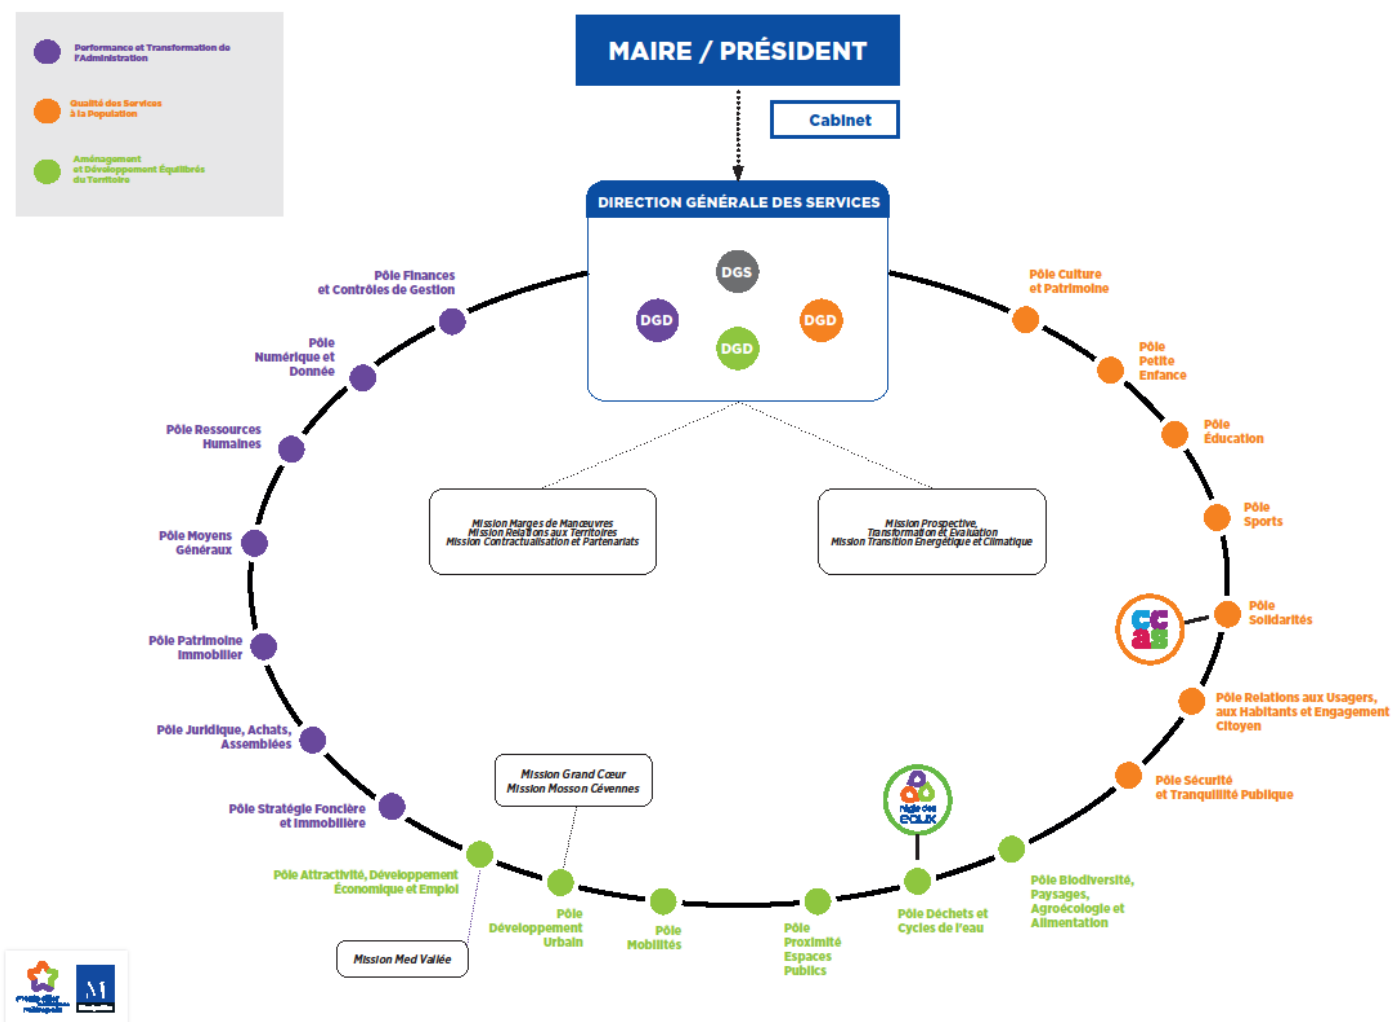 Performance et Transformation de
l'Administration
Qualité des Services
à la Population
Aménagement
et Développement Équilibrés
du Territoire
MAIRE / PRÉSIDENT
Cabinet
DIRECTION GÉNÉRALE DES SERVICES
DGS
DGD
DGD
DGD
Pôle Finances
et Contrôles de Gestion
Pôle
Numérique et
Donnée
Pôle Ressources
Humaines
Pôle Moyens
Généraux
Pôle Patrimoine
Immobilier
Pôle Juridique, Achats,
Assemblées
Pôle Stratégie Foncière
et Immobilière
Pôle Culture
et Patrimoine
Pôle
Petite
Enfance
Pôle
Éducation
Pôle
Sports
Pôle
Solidarités
ccas
Pôle Relations aux Usagers,
aux Habitants et Engagement
Citoyen
Pôle Sécurité
et Tranquillité Publique
Mission Marges de Manœuvres
Mission Relations aux Territoires
Mission Contractualisation et Partenariats
Mission Prospective,
Transformation et Évaluation
Mission Transition Énergétique et Climatique
Mission Grand Cœur
Mission Mosson Cévennes
régie des
eaux
Pôle Attractivité, Développement
Économique et Emploi
Mission Med Vallée
Pôle
Développement
Urbain
Pôle
Mobilités
Pôle
Proximité
Espaces
Publics
Pôle Déchets et
Cycles de l'eau
Pôle Biodiversité,
Paysages,
Agroécologie et
Alimentation
métropole
M